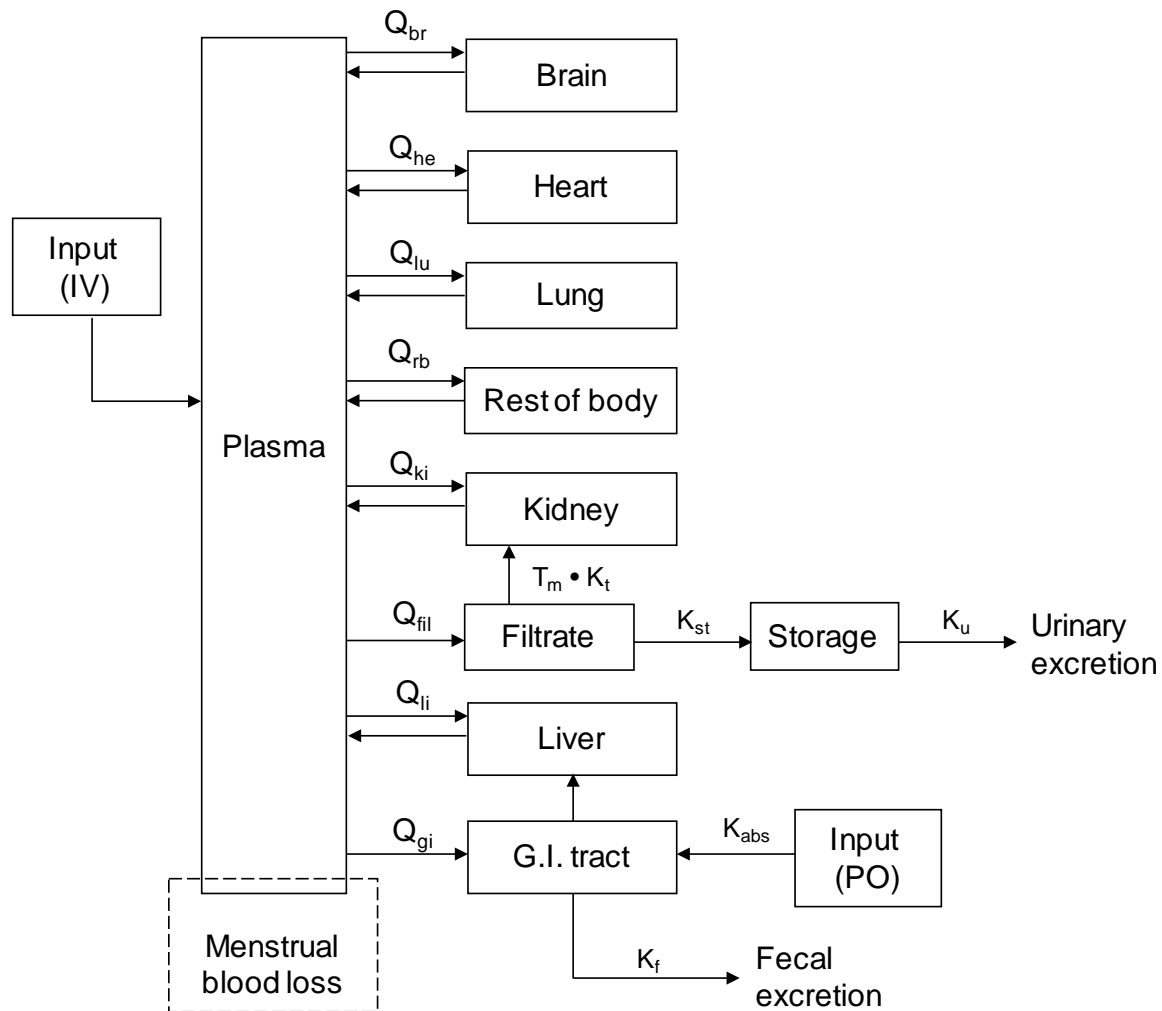 Q_br
Brain
Q_he
Heart
Input
(IV)
Q_lu
Lung
Q_rb
Rest of body
Plasma
Q_ki
Kidney
T_m • K_t
Q_fil
Filtrate
K_st
Storage
K_u
Urinary
excretion
Q_li
Liver
Q_gi
G.I. tract
K_abs
Input
(PO)
Menstrual
blood loss
K_f
Fecal
excretion